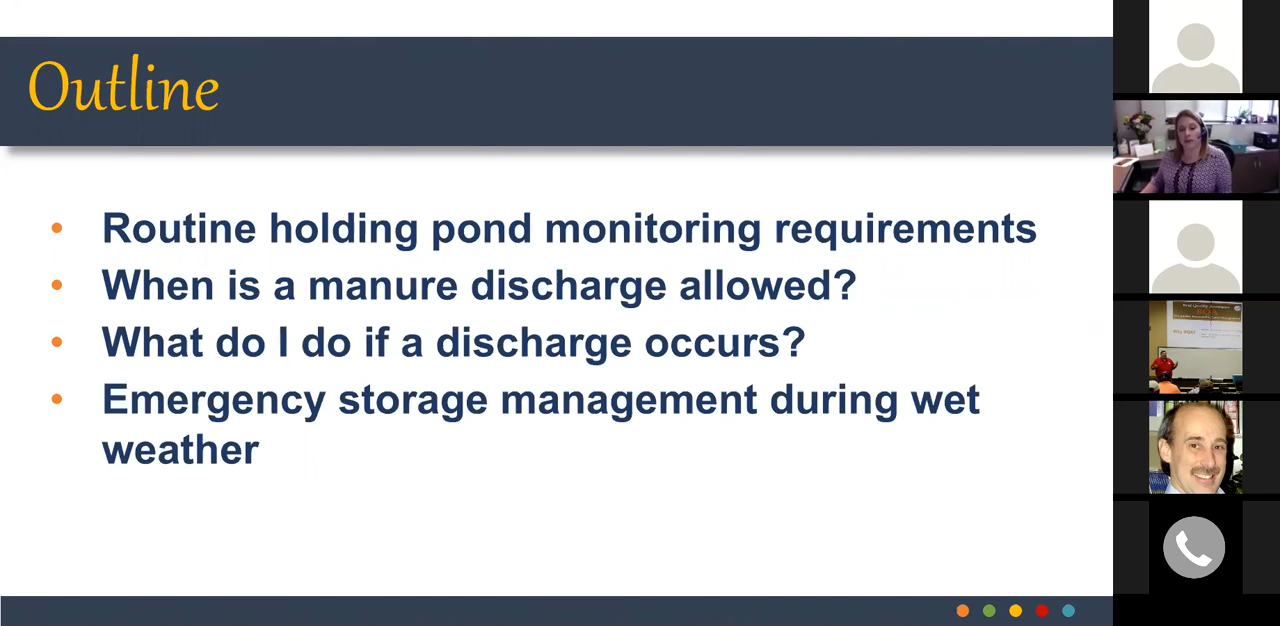 Outline
• Routine holding pond monitoring requirements
• When is a manure discharge allowed?
• What do I do if a discharge occurs?
• Emergency storage management during wet
weather